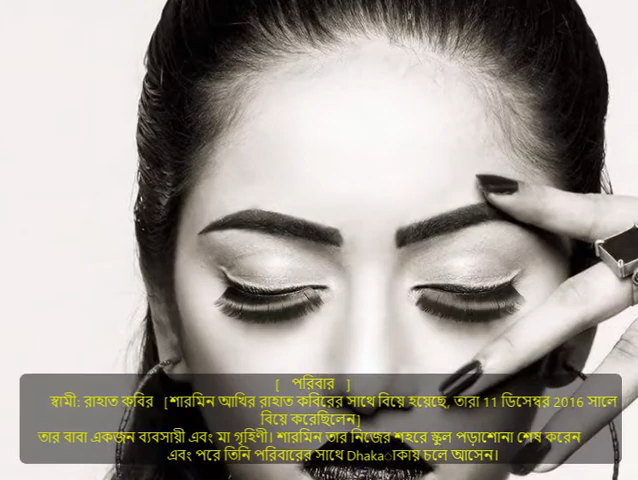 [ পরিবার ]
স্বামী: রাহাত কবির [শারমিন আখির রাহাত কবিরের সাথে বিয়ে হয়েছে, তারা 11 ডিসেম্বর 2016 সালে
বিয়ে করেছিলেন]
তার বাবা একজন ব্যবসায়ী এবং মা গৃহিণী। শারমিন তার নিজের শহরে স্কুল পড়াশোনা শেষ করেন
এবং পরে তিনি পরিবারের সাথে Dhakaাকায় চলে আসেন।